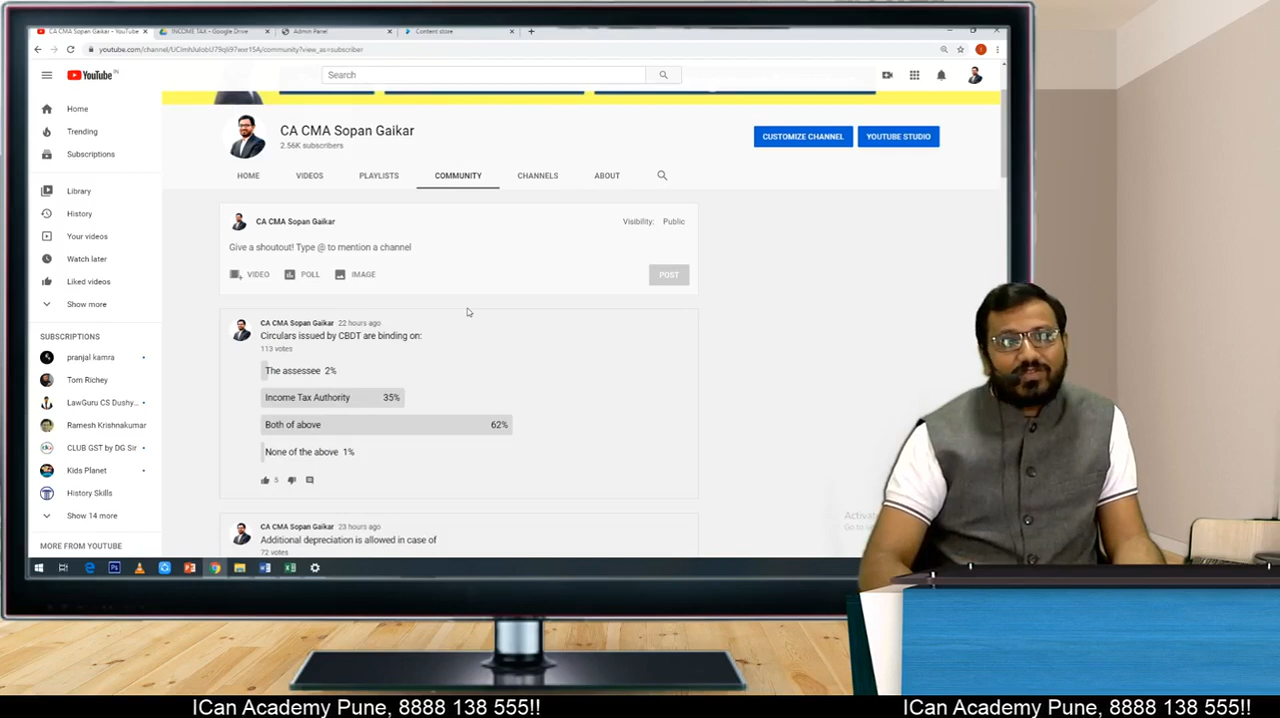 CA CMA Sopan Gaikar - YouTube
INCOME TAX - Google Drive
Admin Panel
Content store
YouTube IN
Search
Home
Trending
Subscriptions
Library
History
Your videos
Watch later
Liked videos
Show more
SUBSCRIPTIONS
pranjal kamra
Tom Richey
LawGuru CS Dushy...
Ramesh Krishnakumar
CLUB GST by DG Sir
Kids Planet
History Skills
Show 14 more
MORE FROM YOUTUBE
CA CMA Sopan Gaikar
2.56K subscribers
CUSTOMIZE CHANNEL
YOUTUBE STUDIO
HOME VIDEOS PLAYLISTS COMMUNITY CHANNELS ABOUT
CA CMA Sopan Gaikar
Visibility: Public
Give a shoutout! Type @ to mention a channel
VIDEO POLL IMAGE
POST
CA CMA Sopan Gaikar 22 hours ago
Circulars issued by CBDT are binding on:
113 votes
The assessee 2%
Income Tax Authority 35%
Both of above 62%
None of the above 1%
5
CA CMA Sopan Gaikar 23 hours ago
Additional depreciation is allowed in case of
72 votes
ICan Academy Pune, 8888 138 555!!
ICan Academy Pune, 8888 138 555!!